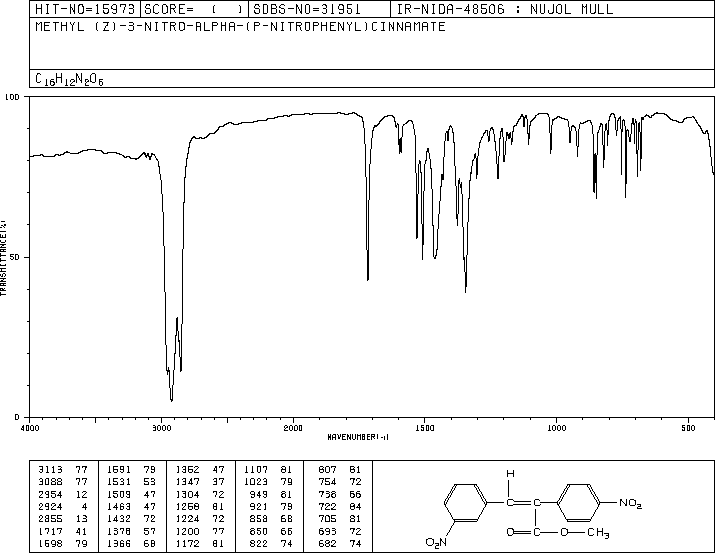 HIT-NO=15973 SCORE= ( ) SDBS-NO=31951 IR-NIDA-48506 : NUJOL MULL
METHYL (Z)-3-NITRO-ALPHA-(P-NITROPHENYL)CINNAMATE
C16H12N2O6
100
50
0
TRANSMITTANCE(%)
4000 3000 2000 1500 1000 500
WAVENUMBER(-1)
3113 77 1591 79 1352 47 1107 81 807 81
3088 77 1531 53 1347 37 1023 79 754 72
2954 12 1509 47 1304 72 949 81 738 66
2924 4 1463 47 1258 81 921 79 722 84
2855 13 1432 72 1224 72 858 68 705 81
1717 41 1378 57 1200 77 850 66 693 72
1598 79 1366 68 1172 81 822 74 682 74
H
NO2
O2N
O O CH3